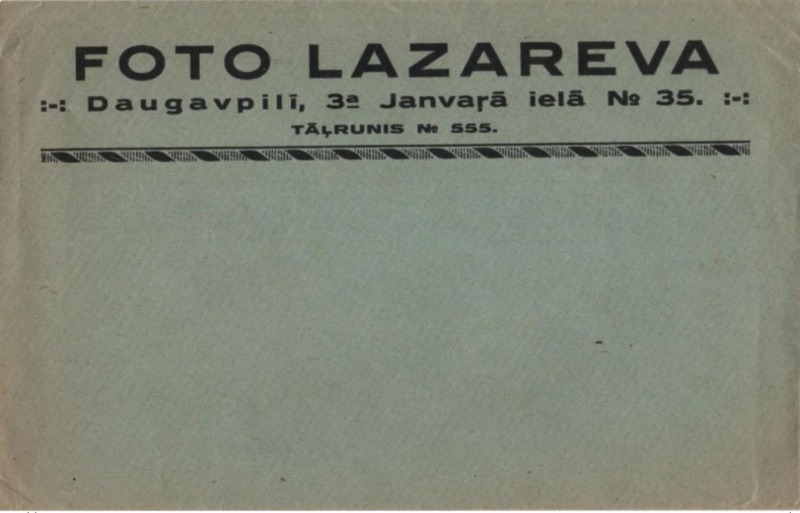 FOTO LAZAREVA
:-: Daugavpilī, 3ª Janvaŗā ielā № 35. :-:
TĀĻRUNIS № 555.